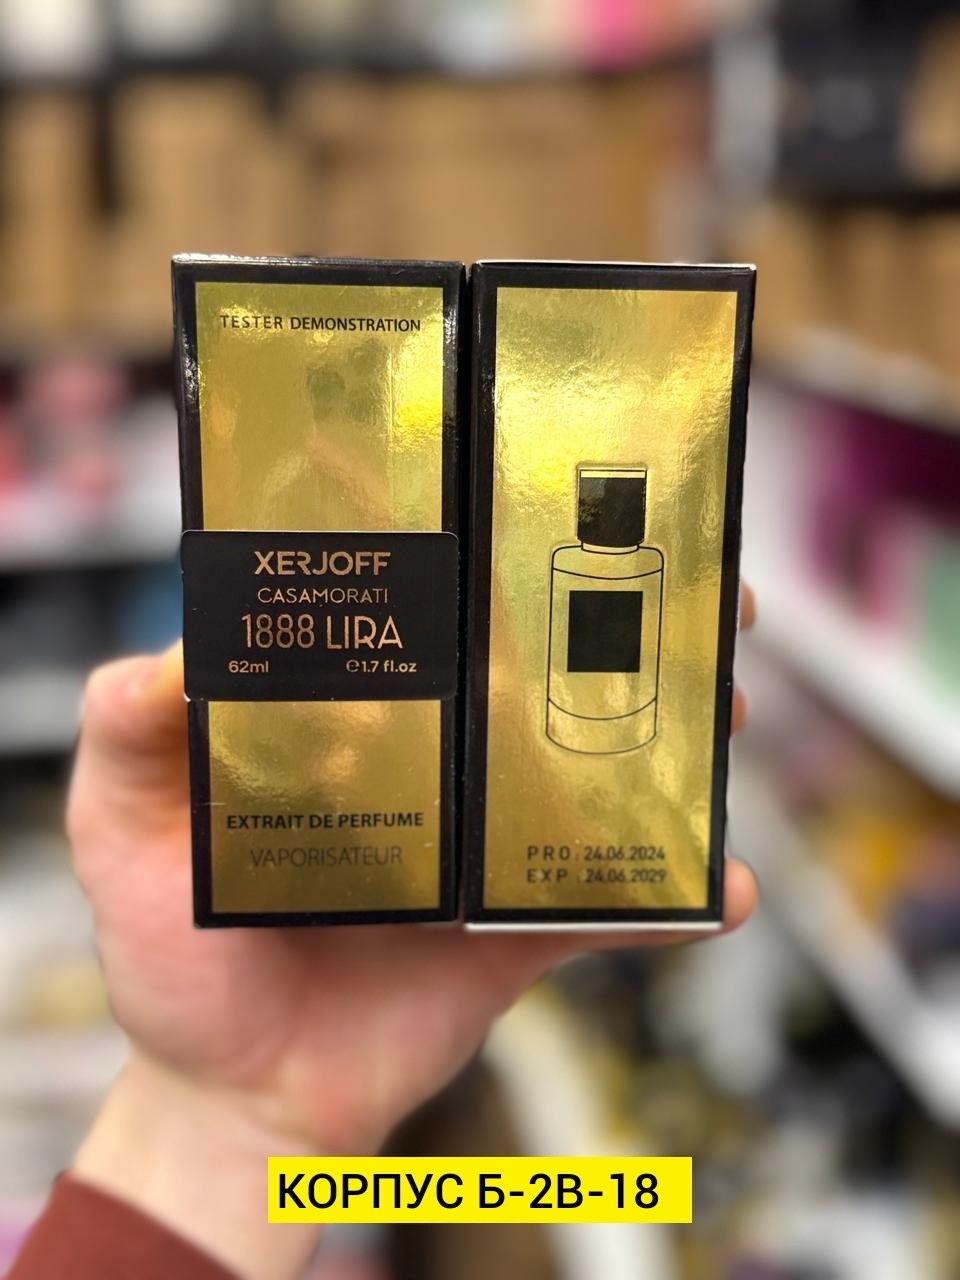 TESTER DEMONSTRATION
XERJOFF
CASAMORATI
1888 LIRA
62ml ℮1.7 fl.oz
EXTRAIT DE PERFUME
VAPORISATEUR
PRO : 24.06.2024
EXP : 24.06.2029
КОРПУС Б-2В-18